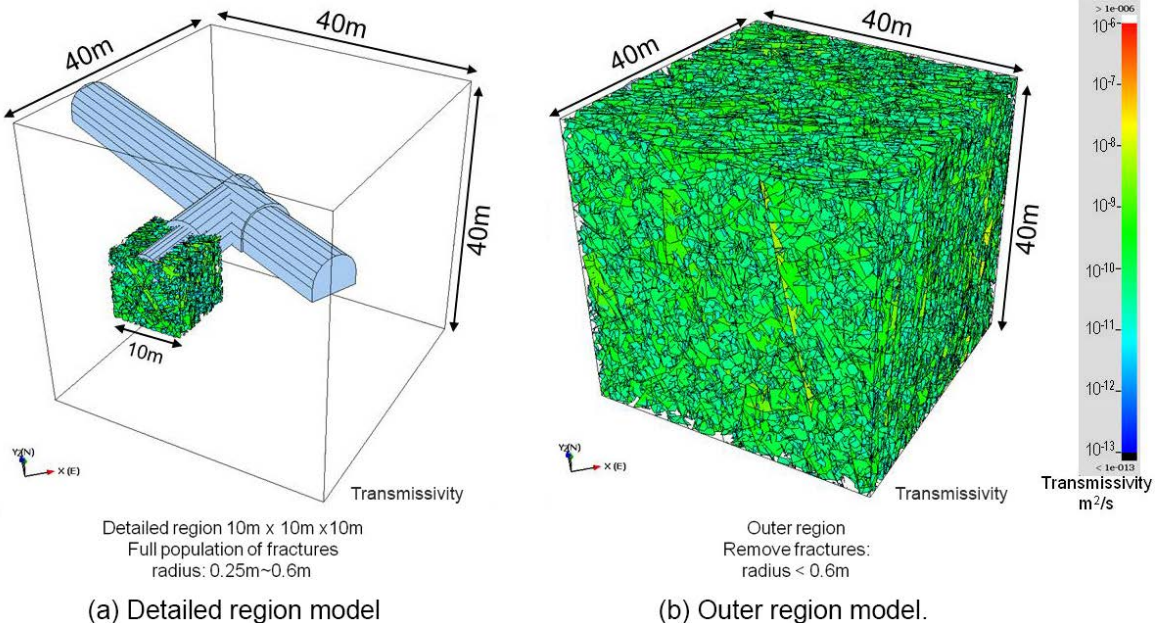 40m
40m
40m
10m
Y(N)
X (E)
Transmissivity
Detailed region 10m x 10m x10m
Full population of fractures
radius: 0.25m~0.6m
(a) Detailed region model
40m
40m
40m
Y(N)
X (E)
Transmissivity
Outer region
Remove fractures:
radius < 0.6m
(b) Outer region model.
> 1e-006
10-6
10-7
10-8
10-9
10-10
10-11
10-12
10-13
< 1e-013
Transmissivity
m2/s